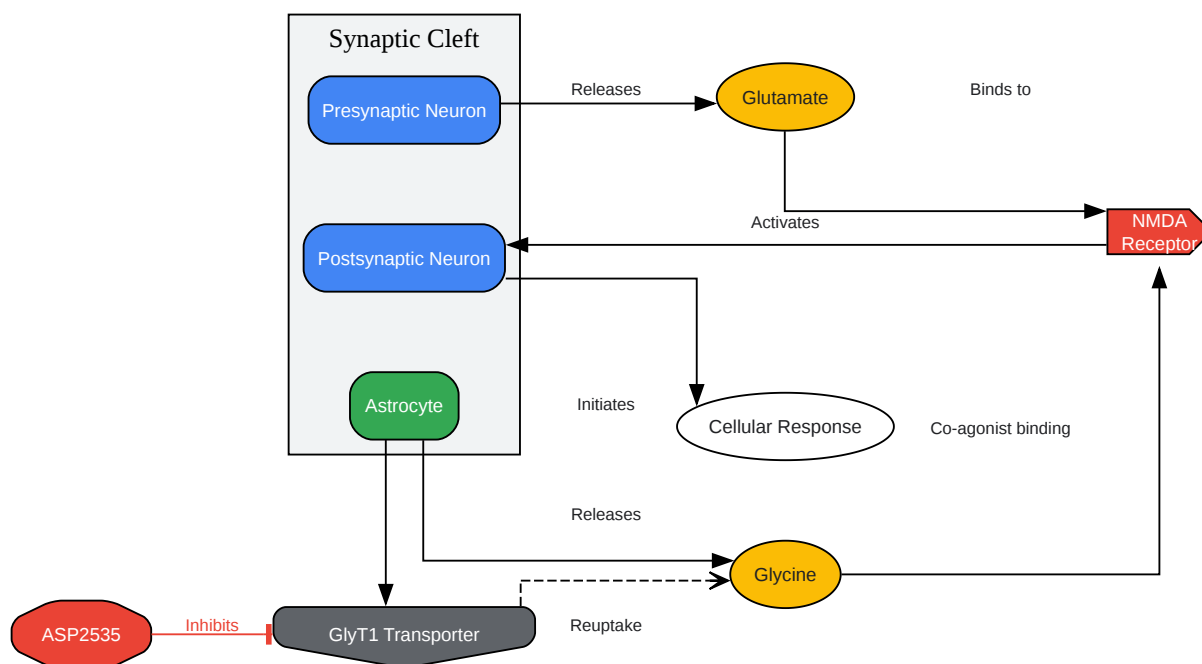 Synaptic Cleft
Presynaptic Neuron
Releases
Glutamate
Binds to
Activates
NMDA
Receptor
Postsynaptic Neuron
Astrocyte
Initiates
Cellular Response
Co-agonist binding
Releases
Glycine
ASP2535
Inhibits
GlyT1 Transporter
Reuptake